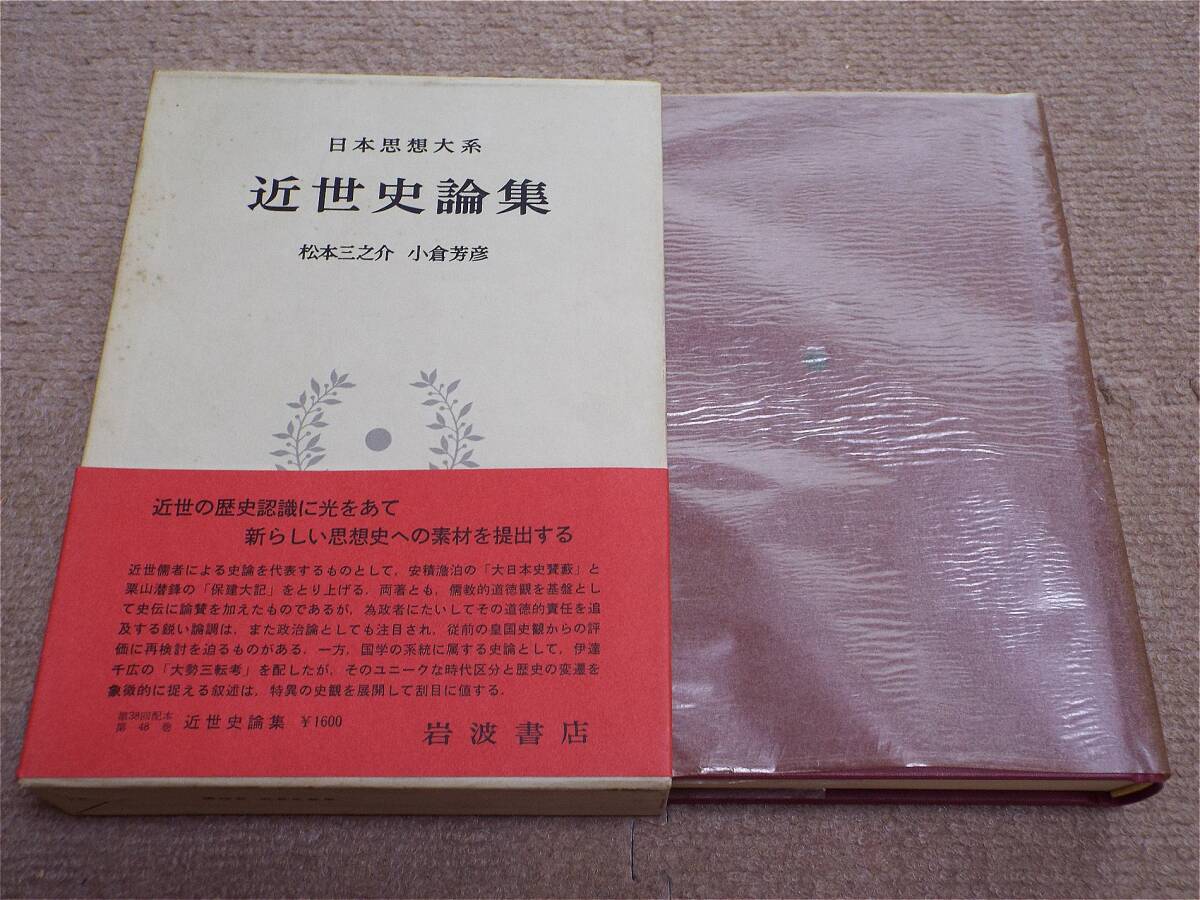 日本思想大系
近世史論集
松本三之介 小倉芳彦
近世の歴史認識に光をあて
新らしい思想史への素材を提出する
近世儒者による史論を代表するものとして，安積澹泊の「大日本史賛藪」と
栗山潜鋒の「保建大記」をとり上げる．両著とも，儒教的道徳観を基盤とし
て史伝に論賛を加えたものであるが，為政者にたいしてその道徳的責任を追
及する鋭い論調は，また政治論としても注目され，従前の皇国史観からの評
価に再検討を迫るものがある．一方，国学の系統に属する史論として，伊達
千広の「大勢三転考」を配したが，そのユニークな時代区分と歴史の変遷を
象徴的に捉える叙述は，特異の史観を展開して刮目に値する．
第38回配本
第 48 巻 近世史論集 ￥1600
岩波書店